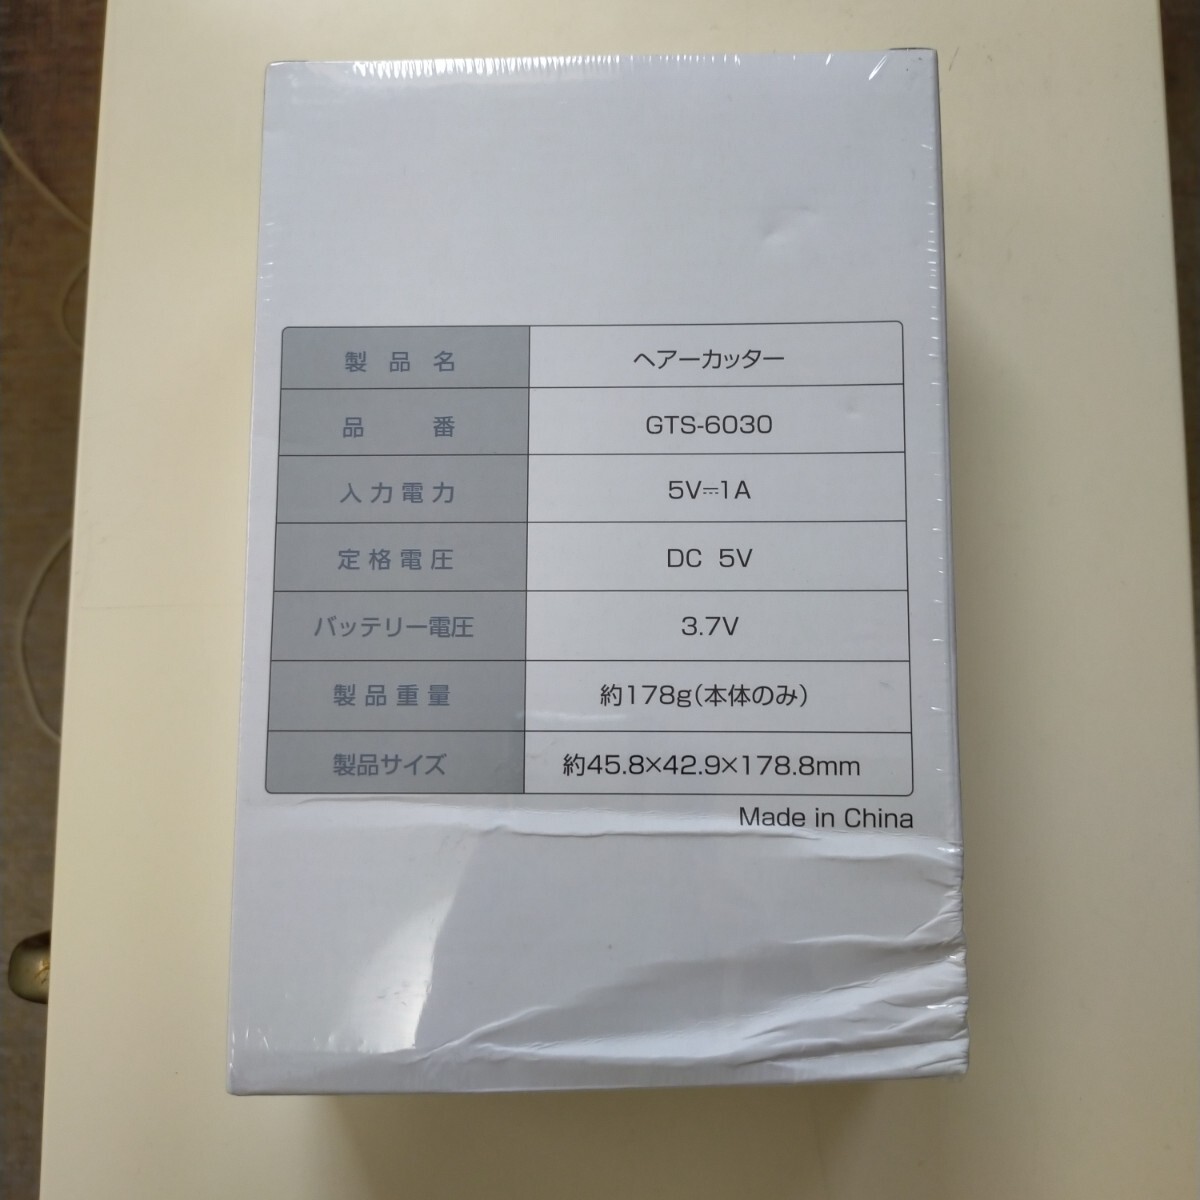 製品名 ヘアーカッター
品番 GTS-6030
入力電力 5V⎓1A
定格電圧 DC 5V
バッテリー電圧 3.7V
製品重量 約178g(本体のみ)
製品サイズ 約45.8×42.9×178.8mm
Made in China